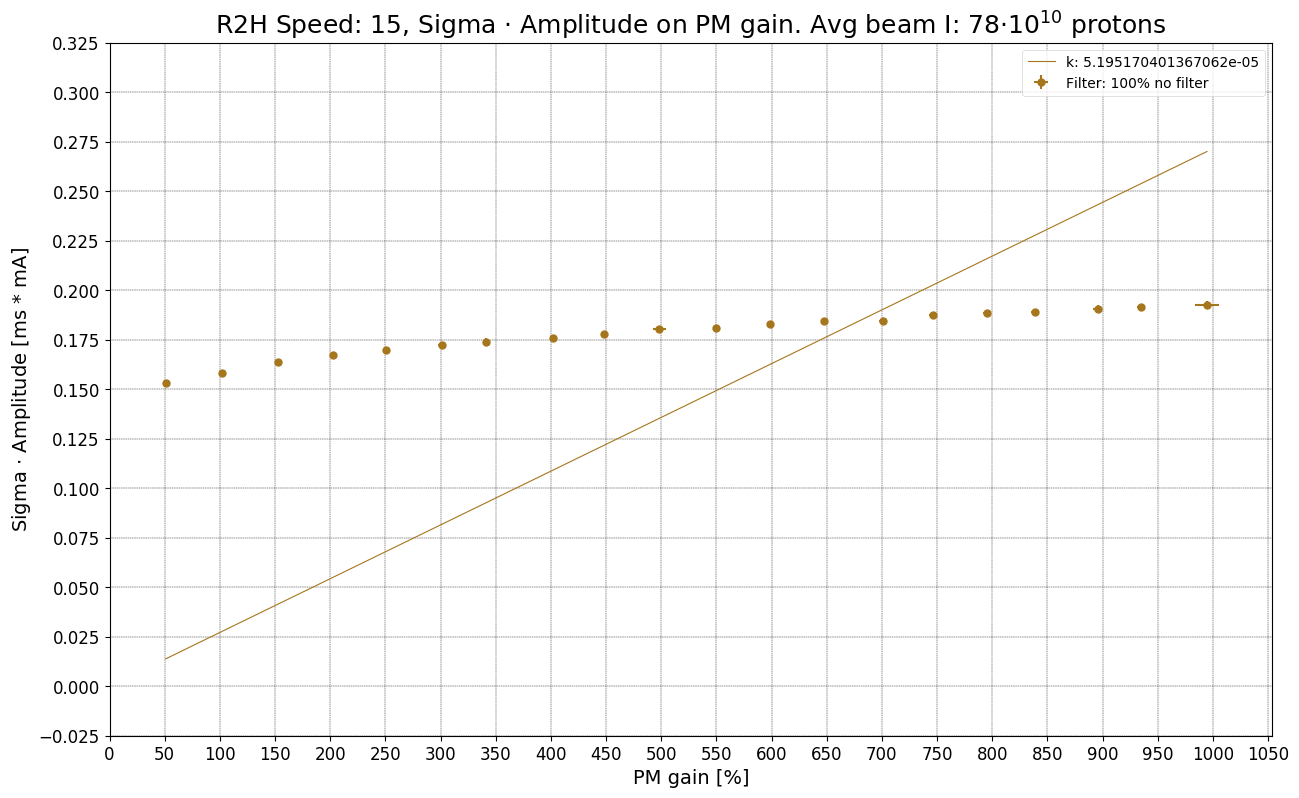 R2H Speed: 15, Sigma · Amplitude on PM gain. Avg beam I: 78·10^10 protons
k: 5.195170401367062e-05
Filter: 100% no filter
Sigma · Amplitude [ms * mA]
0.325
0.300
0.275
0.250
0.225
0.200
0.175
0.150
0.125
0.100
0.075
0.050
0.025
0.000
−0.025
0 50 100 150 200 250 300 350 400 450 500 550 600 650 700 750 800 850 900 950 1000 1050
PM gain [%]